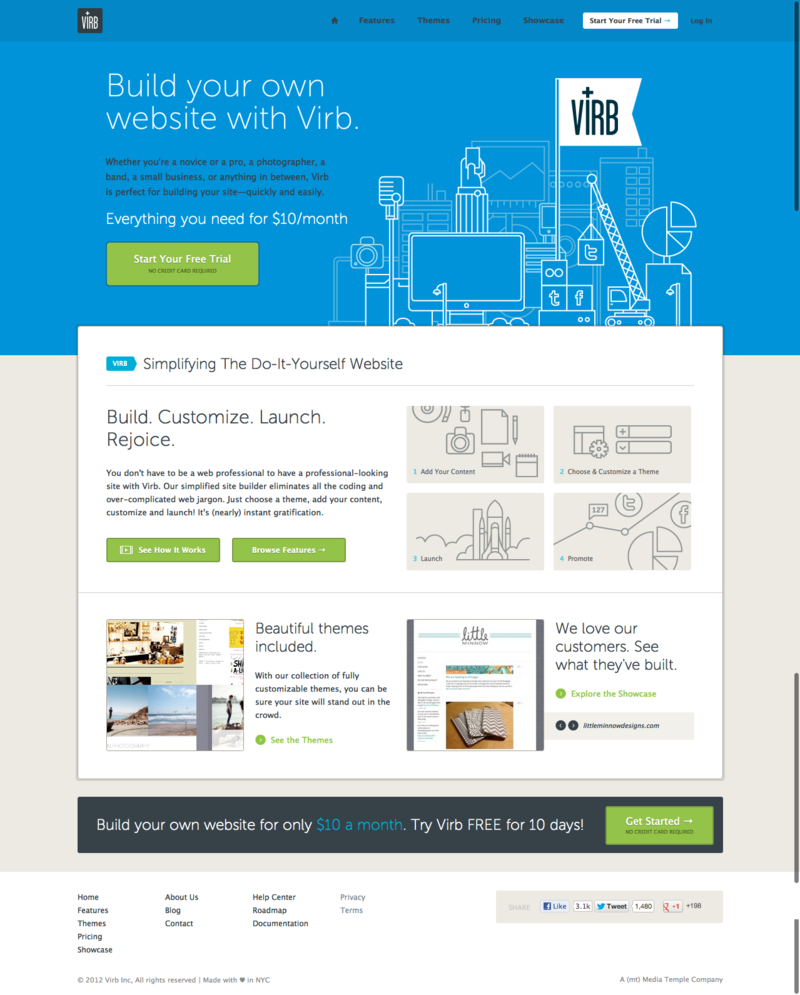 VIRB
Features Themes Pricing Showcase Start Your Free Trial → Log In
Build your own
website with Virb.
VIRB
Whether you're a novice or a pro, a photographer, a
band, a small business, or anything in between, Virb
is perfect for building your site—quickly and easily.
Everything you need for $10/month
Start Your Free Trial
NO CREDIT CARD REQUIRED
VIRB Simplifying The Do-It-Yourself Website
Build. Customize. Launch.
Rejoice.
You don't have to be a web professional to have a professional-looking
site with Virb. Our simplified site builder eliminates all the coding and
over-complicated web jargon. Just choose a theme, add your content,
customize and launch! It's (nearly) instant gratification.
See How It Works
Browse Features →
1 Add Your Content
2 Choose & Customize a Theme
3 Launch
127
4 Promote
Beautiful themes
included.
With our collection of fully
customizable themes, you can be
sure your site will stand out in the
crowd.
See the Themes
little
MINNOW
We love our
customers. See
what they've built.
Explore the Showcase
littleminnowdesigns.com
Build your own website for only $10 a month. Try Virb FREE for 10 days!
Get Started →
NO CREDIT CARD REQUIRED
Home
Features
Themes
Pricing
Showcase
About Us
Blog
Contact
Help Center
Roadmap
Documentation
Privacy
Terms
SHARE Like 3.1k Tweet 1,480 +1 +198
© 2012 Virb Inc, All rights reserved | Made with ♥ in NYC
A (mt) Media Temple Company